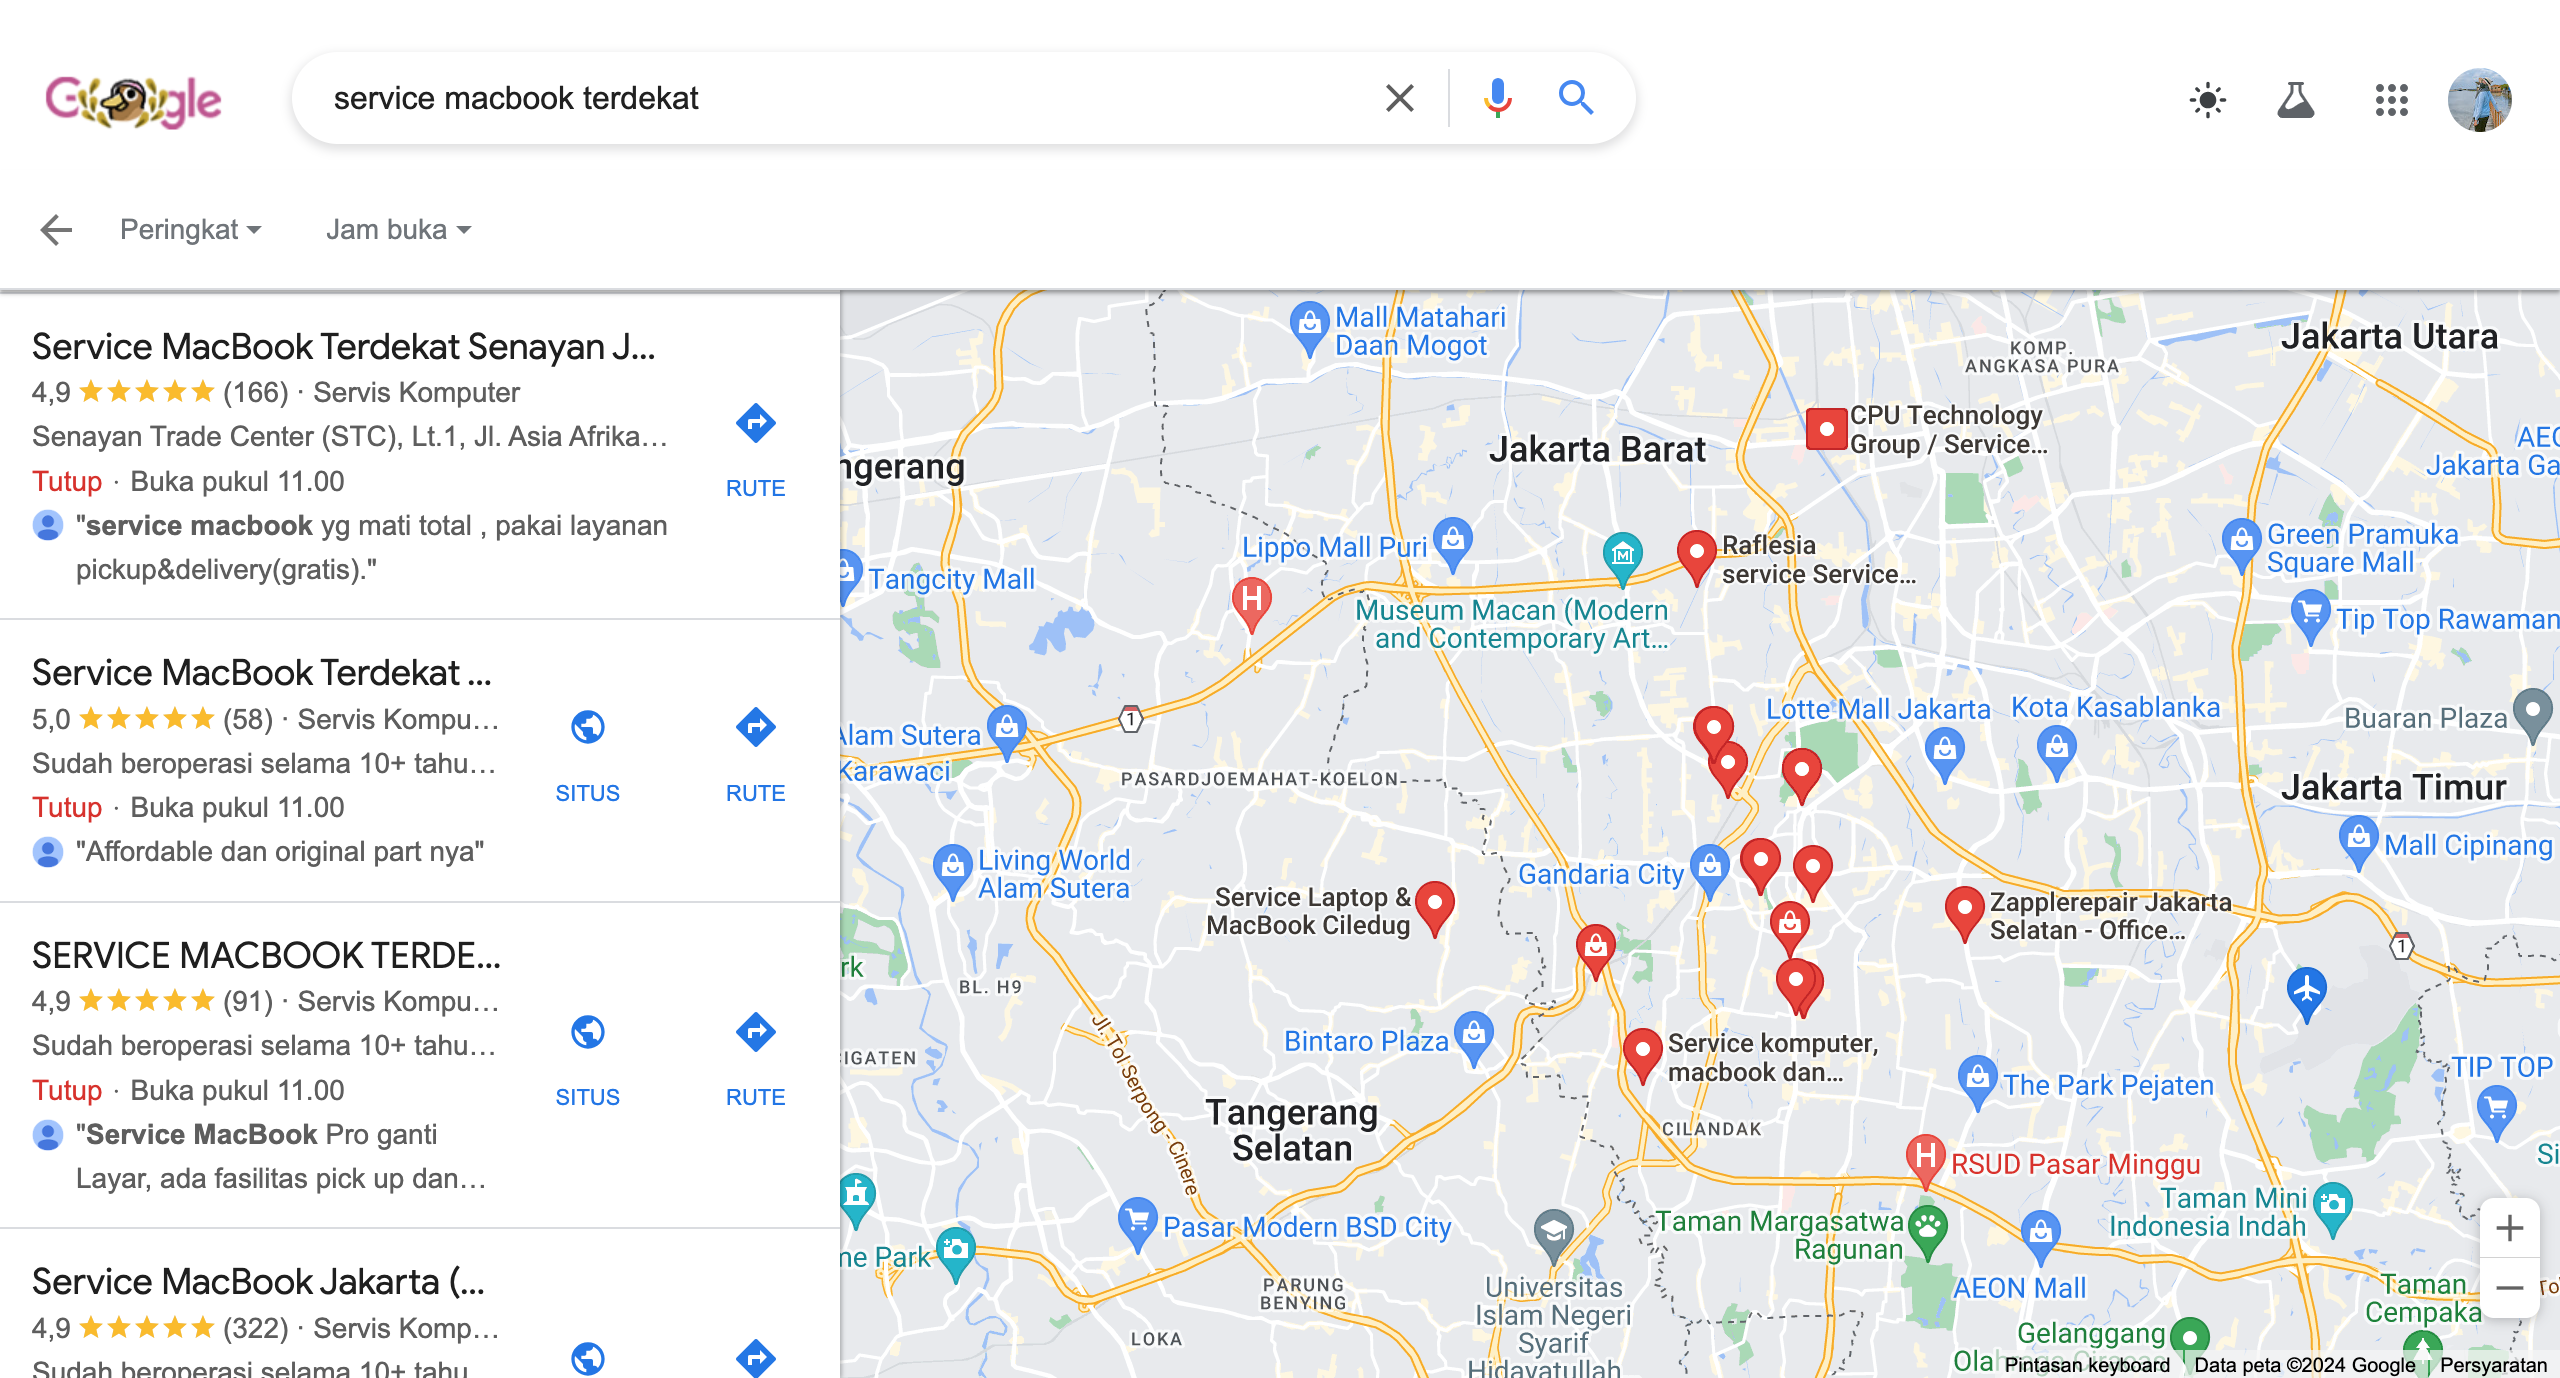 Google
service macbook terdekat
Peringkat
Jam buka
Service MacBook Terdekat Senayan J...
4,9 (166) · Servis Komputer
Senayan Trade Center (STC), Lt.1, Jl. Asia Afrika...
Tutup · Buka pukul 11.00
"service macbook yg mati total , pakai layanan
pickup&delivery(gratis)."
RUTE
Service MacBook Terdekat ...
5,0 (58) · Servis Kompu...
Sudah beroperasi selama 10+ tahu...
Tutup · Buka pukul 11.00
"Affordable dan original part nya"
SITUS
RUTE
SERVICE MACBOOK TERDE...
4,9 (91) · Servis Kompu...
Sudah beroperasi selama 10+ tahu...
Tutup · Buka pukul 11.00
"Service MacBook Pro ganti
Layar, ada fasilitas pick up dan...
SITUS
RUTE
Service MacBook Jakarta (...
4,9 (322) · Servis Komp...
Sudah beroperasi selama 10+ tahu...
Mall Matahari
Daan Mogot
KOMP.
ANGKASA PURA
Jakarta Utara
CPU Technology
Group / Service...
Jakarta Barat
ngerang
AEO
Jakarta Ga
Lippo Mall Puri
M
Raflesia
service Service...
Green Pramuka
Square Mall
Tangcity Mall
H
Museum Macan (Modern
and Contemporary Art...
Tip Top Rawaman
Lotte Mall Jakarta
Kota Kasablanka
Buaran Plaza
1
Alam Sutera
Karawaci
PASARDJOEMAHAT-KOELON
Jakarta Timur
Mall Cipinang
Living World
Alam Sutera
Gandaria City
Service Laptop &
MacBook Ciledug
Zapplerepair Jakarta
Selatan - Office...
1
rk
BL. H9
Jl. Tol Serpong - Cinere
Bintaro Plaza
Service komputer,
macbook dan...
IGATEN
TIP TOP
The Park Pejaten
Tangerang
Selatan
CILANDAK
H
RSUD Pasar Minggu
Si
Taman Mini
Indonesia Indah
Pasar Modern BSD City
Taman Margasatwa
Ragunan
me Park
AEON Mall
PARUNG
BENYING
Universitas
Islam Negeri
Syarif
Hidayatullah
Taman
Cempaka
To
LOKA
Gelanggang
Pintasan keyboard
Data peta ©2024 Google
Persyaratan